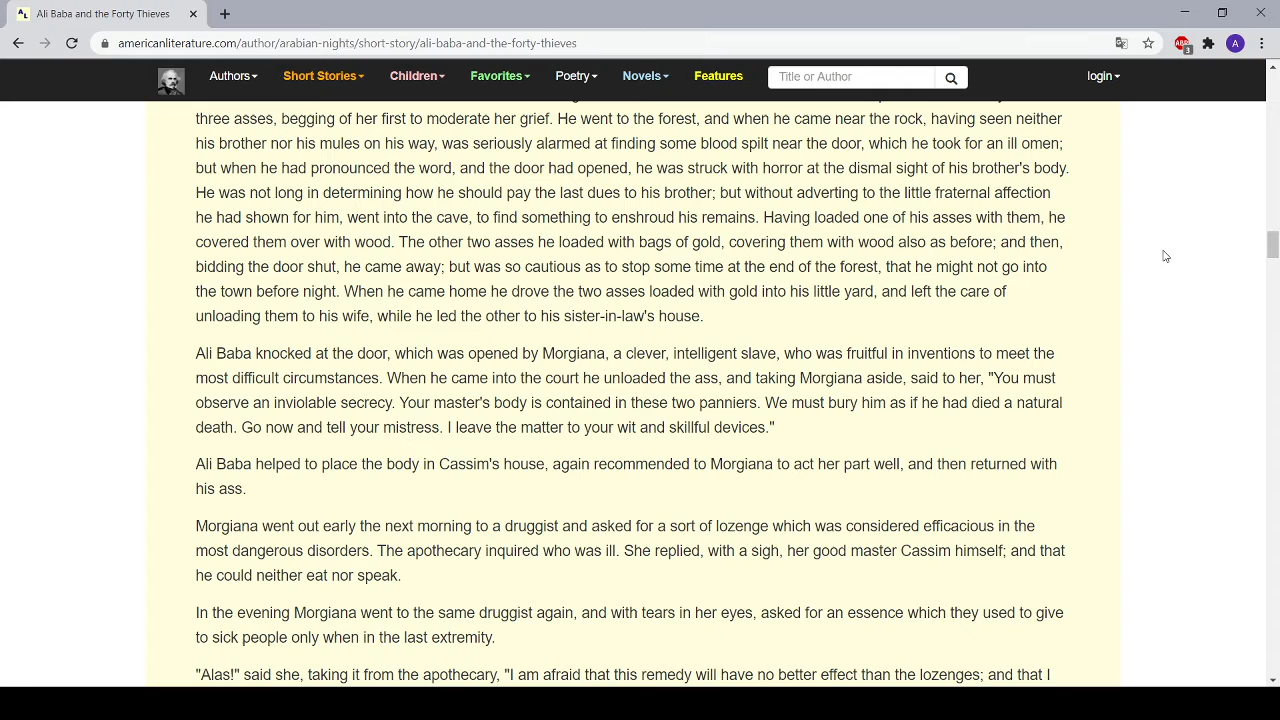 Ali Baba and the Forty Thieves
americanliterature.com/author/arabian-nights/short-story/ali-baba-and-the-forty-thieves
ABP
3
A
Authors Short Stories Children Favorites Poetry Novels Features Title or Author login
three asses, begging of her first to moderate her grief. He went to the forest, and when he came near the rock, having seen neither
his brother nor his mules on his way, was seriously alarmed at finding some blood spilt near the door, which he took for an ill omen;
but when he had pronounced the word, and the door had opened, he was struck with horror at the dismal sight of his brother's body.
He was not long in determining how he should pay the last dues to his brother; but without adverting to the little fraternal affection
he had shown for him, went into the cave, to find something to enshroud his remains. Having loaded one of his asses with them, he
covered them over with wood. The other two asses he loaded with bags of gold, covering them with wood also as before; and then,
bidding the door shut, he came away; but was so cautious as to stop some time at the end of the forest, that he might not go into
the town before night. When he came home he drove the two asses loaded with gold into his little yard, and left the care of
unloading them to his wife, while he led the other to his sister-in-law's house.
Ali Baba knocked at the door, which was opened by Morgiana, a clever, intelligent slave, who was fruitful in inventions to meet the
most difficult circumstances. When he came into the court he unloaded the ass, and taking Morgiana aside, said to her, "You must
observe an inviolable secrecy. Your master's body is contained in these two panniers. We must bury him as if he had died a natural
death. Go now and tell your mistress. I leave the matter to your wit and skillful devices."
Ali Baba helped to place the body in Cassim's house, again recommended to Morgiana to act her part well, and then returned with
his ass.
Morgiana went out early the next morning to a druggist and asked for a sort of lozenge which was considered efficacious in the
most dangerous disorders. The apothecary inquired who was ill. She replied, with a sigh, her good master Cassim himself; and that
he could neither eat nor speak.
In the evening Morgiana went to the same druggist again, and with tears in her eyes, asked for an essence which they used to give
to sick people only when in the last extremity.
"Alas!" said she, taking it from the apothecary, "I am afraid that this remedy will have no better effect than the lozenges; and that I